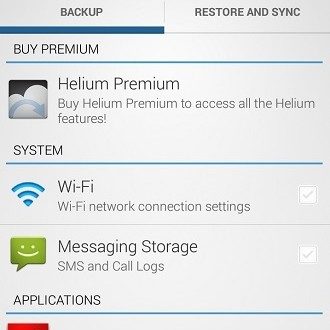 BACKUP
RESTORE AND SYNC
BUY PREMIUM
Helium Premium
Buy Helium Premium to access all the Helium
features!
SYSTEM
Wi-Fi
Wi-Fi network connection settings
Messaging Storage
SMS and Call Logs
APPLICATIONS